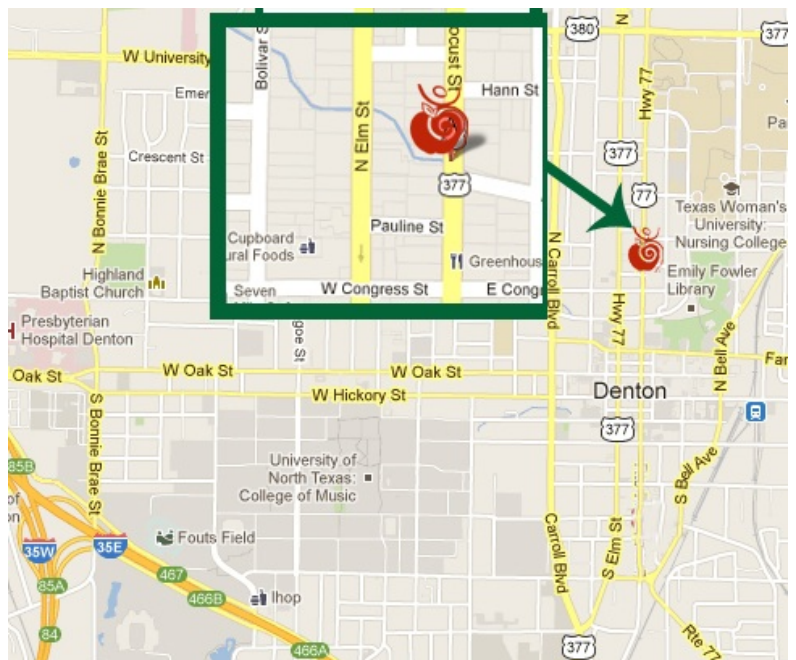 380
377
N
W University
Bolivar S
N Elm St
ocust St
Hann St
Hwy 77
Emer
Pa
Crescent St
377
377
77
N Bonnie Brae St
Texas Woman's
University:
Nursing College
Pauline St
Cupboard
ural Foods
Greenhous
N Carroll Blvd
Highland
Baptist Church
Emily Fowler
Library
Seven
W Congress St
E Congr
Presbyterian
Hospital Denton
goe St
Hwy 77
N Bell Ave
Far
Oak St
W Oak St
W Oak St
W Hickory St
Denton
S Bonnie Brae St
377
85B
University of
North Texas:
College of Music
S Bell Ave
of
on
Fouts Field
35W
35E
Carroll Blvd
S Elm St
467
85A
466B
Ihop
84
466A
377
Rte 77